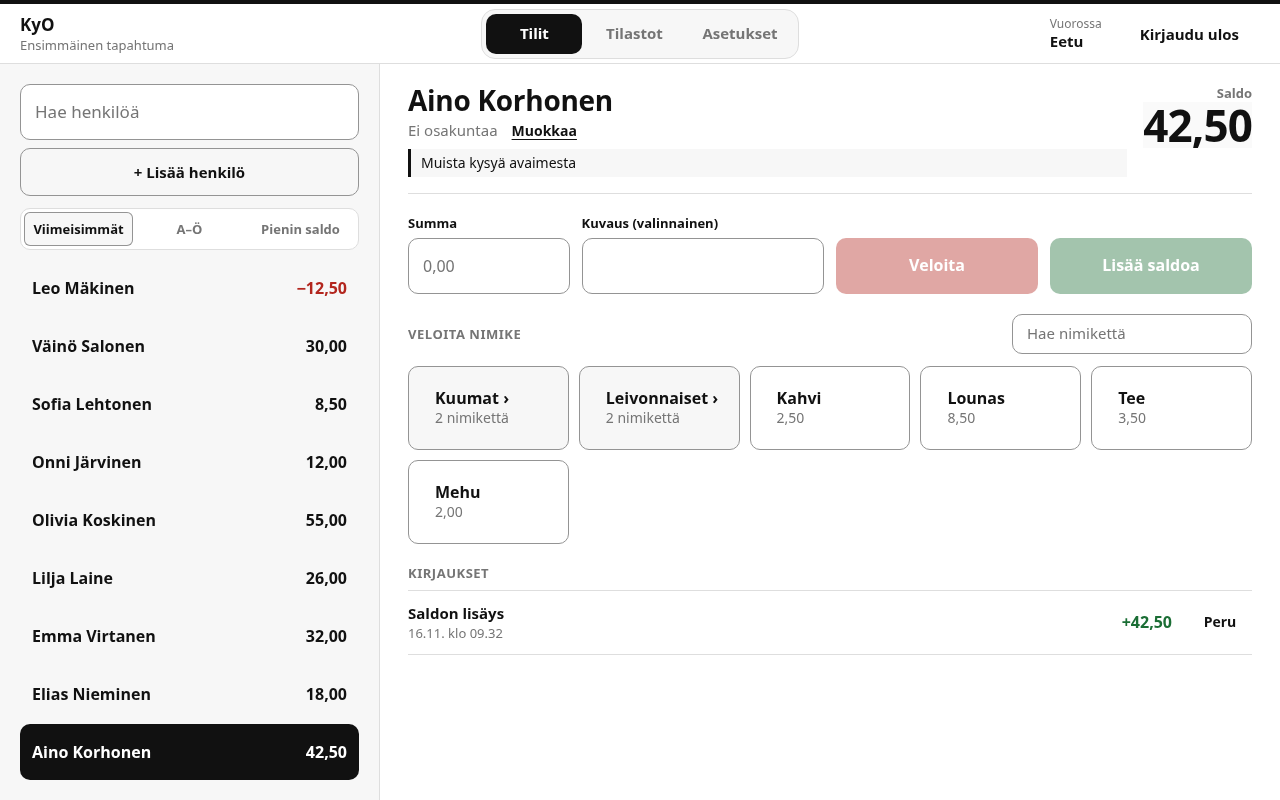 KyO
Ensimmäinen tapahtuma
Tilit
Tilastot
Asetukset
Vuorossa
Eetu
Kirjaudu ulos
Hae henkilöä
+ Lisää henkilö
Viimeisimmät
A–Ö
Pienin saldo
Leo Mäkinen −12,50
Väinö Salonen 30,00
Sofia Lehtonen 8,50
Onni Järvinen 12,00
Olivia Koskinen 55,00
Lilja Laine 26,00
Emma Virtanen 32,00
Elias Nieminen 18,00
Aino Korhonen 42,50
Aino Korhonen
Ei osakuntaa Muokkaa
Muista kysyä avaimesta
Saldo
42,50
Summa
0,00
Kuvaus (valinnainen)
Veloita
Lisää saldoa
VELOITA NIMIKE
Hae nimikettä
Kuumat ›
2 nimikettä
Leivonnaiset ›
2 nimikettä
Kahvi
2,50
Lounas
8,50
Tee
3,50
Mehu
2,00
KIRJAUKSET
Saldon lisäys
16.11. klo 09.32
+42,50
Peru